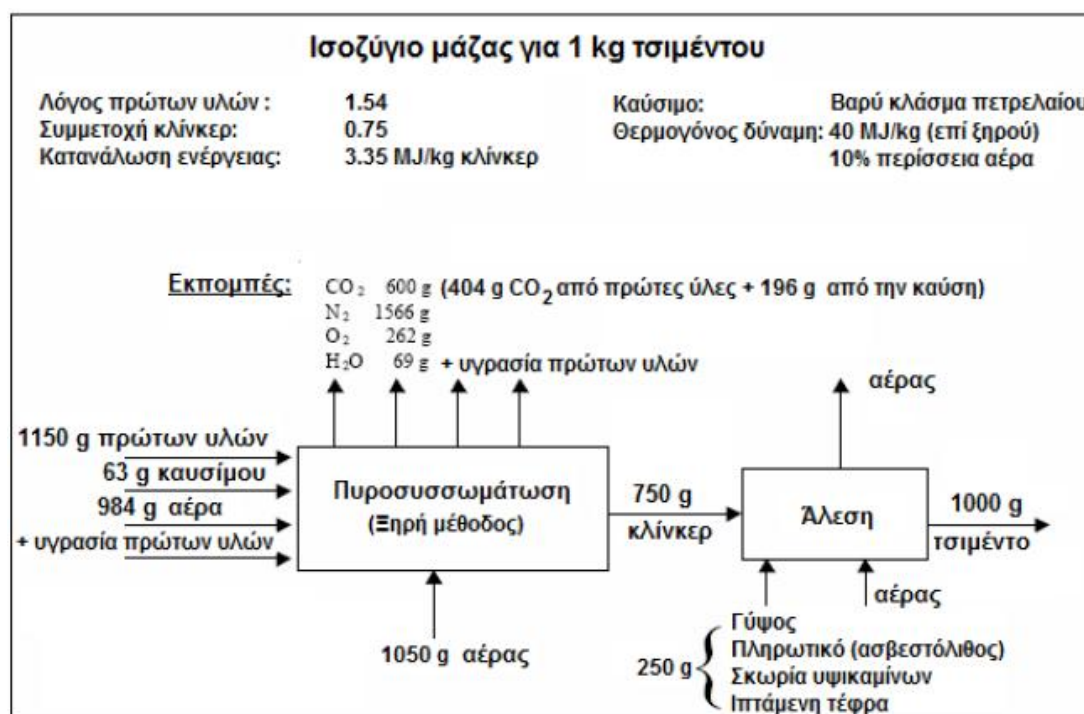 Ισοζύγιο μάζας για 1 kg τσιμέντου
Λόγος πρώτων υλών : 1.54
Συμμετοχή κλίνκερ: 0.75
Κατανάλωση ενέργειας: 3.35 MJ/kg κλίνκερ
Καύσιμο: Βαρύ κλάσμα πετρελαίου
Θερμογόνος δύναμη: 40 MJ/kg (επί ξηρού)
10% περίσσεια αέρα
Εκπομπές: CO₂ 600 g (404 g CO₂ από πρώτες ύλες + 196 g από την καύση)
N₂ 1566 g
O₂ 262 g
H₂O 69 g + υγρασία πρώτων υλών
1150 g πρώτων υλών
63 g καυσίμου
984 g αέρα
+ υγρασία πρώτων υλών
Πυροσυσσωμάτωση
(Ξηρή μέθοδος)
1050 g αέρας
750 g
κλίνκερ
αέρας
Άλεση
1000 g
τσιμέντο
αέρας
250 g
Γύψος
Πληρωτικό (ασβεστόλιθος)
Σκωρία υψικαμίνων
Ιπτάμενη τέφρα